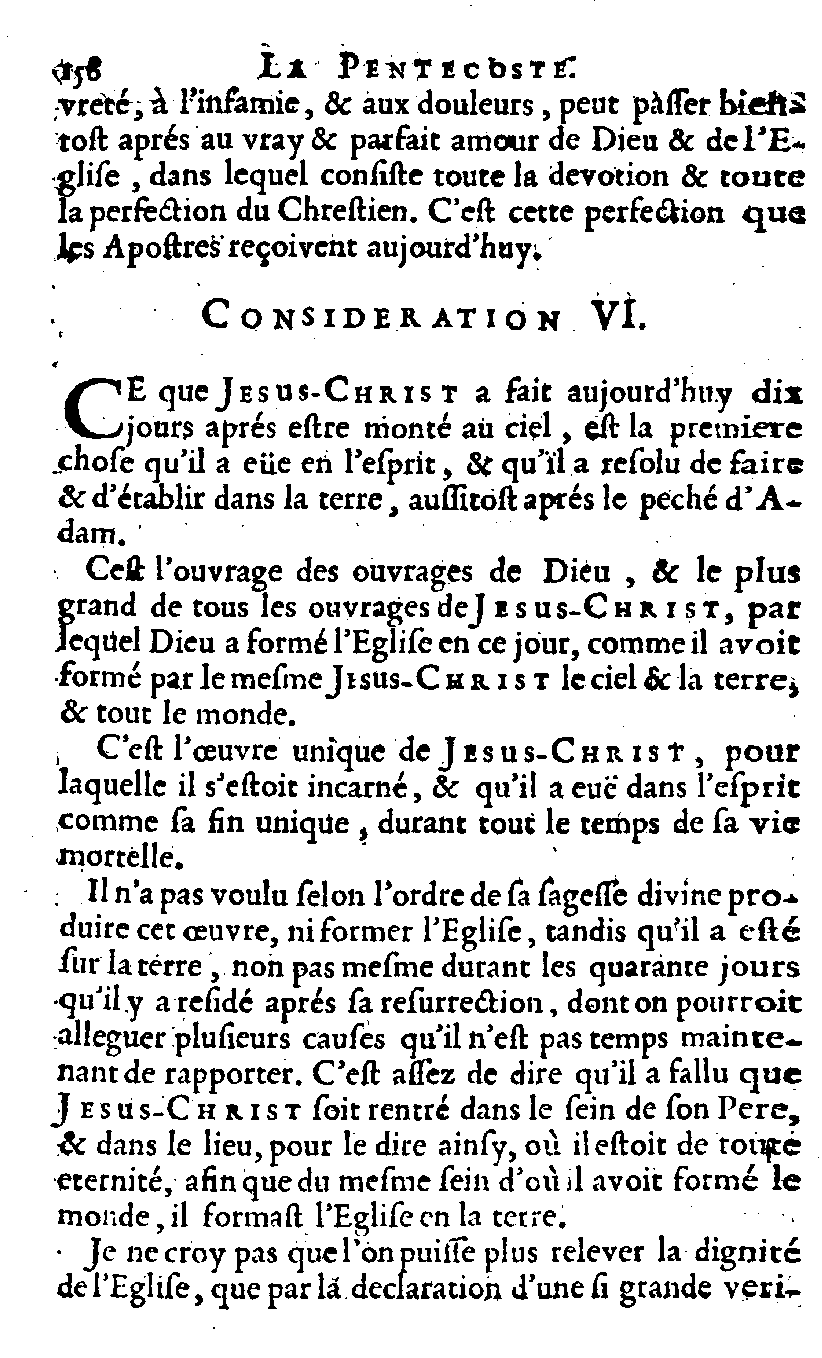 158 LA PENTECOSTE.
vreté, à l'infamie, & aux douleurs, peut paſſer bien-
toſt aprés au vray & parfait amour de Dieu & de l'E-
gliſe, dans lequel conſiſte toute la devotion & toute
la perfection du Chreſtien. C'eſt cette perfection que
les Apoſtres reçoivent aujourd'huy.
CONSIDERATION VI.
CE que JESUS-CHRIST a fait aujourd'huy dix
jours aprés eſtre monté au ciel, eſt la premiere
choſe qu'il a eüe en l'eſprit, & qu'il a reſolu de faire
& d'établir dans la terre, auſſitoſt aprés le peché d'A-
dam.
Ceſt l'ouvrage des ouvrages de Dieu, & le plus
grand de tous les ouvrages de JESUS-CHRIST, par
lequel Dieu a formé l'Egliſe en ce jour, comme il avoit
formé par le meſme JESUS-CHRIST le ciel & la terre,
& tout le monde.
C'eſt l'œuvre unique de JESUS-CHRIST, pour
laquelle il s'eſtoit incarné, & qu'il a euë dans l'eſprit
comme ſa fin unique, durant tout le temps de ſa vie
mortelle.
Il n'a pas voulu ſelon l'ordre de ſa ſageſſe divine pro-
duire cet œuvre, ni former l'Egliſe, tandis qu'il a eſté
ſur la terre, non pas meſme durant les quarante jours
qu'il y a reſidé aprés ſa reſurrection, dont on pourroit
alleguer pluſieurs cauſes qu'il n'eſt pas temps mainte-
nant de rapporter. C'eſt aſſez de dire qu'il a fallu que
JESUS-CHRIST ſoit rentré dans le ſein de ſon Pere,
& dans le lieu, pour le dire ainſy, où il eſtoit de toute
eternité, afin que du meſme ſein d'où il avoit formé le
monde, il formaſt l'Egliſe en la terre.
Je ne croy pas que l'on puiſſe plus relever la dignité
de l'Egliſe, que par la declaration d'une ſi grande veri-